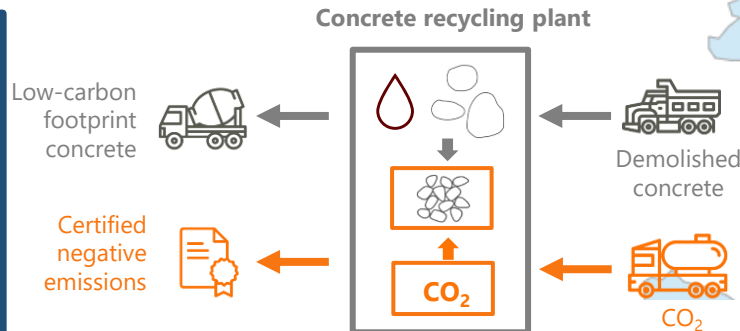 Concrete recycling plant
Low-carbon
footprint
concrete
Demolished
concrete
Certified
negative
emissions
CO₂
CO₂